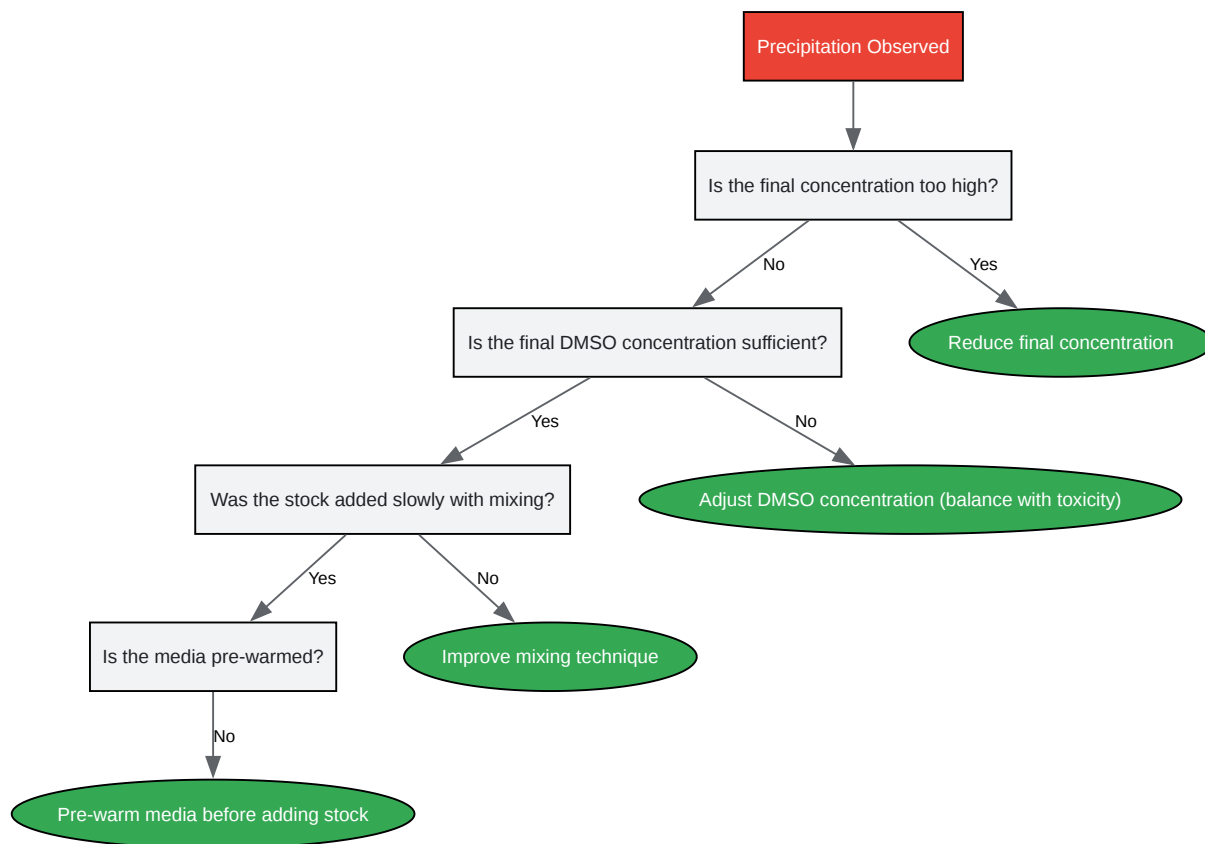 Precipitation Observed
Is the final concentration too high?
No
Yes
Is the final DMSO concentration sufficient?
Reduce final concentration
Yes
No
Was the stock added slowly with mixing?
Adjust DMSO concentration (balance with toxicity)
Yes
No
Is the media pre-warmed?
Improve mixing technique
No
Pre-warm media before adding stock